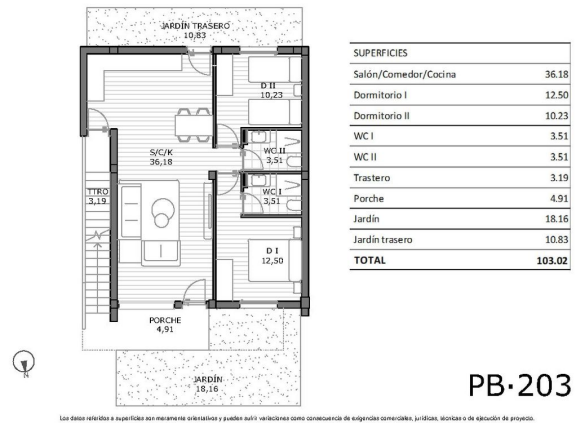 JARDÍN TRASERO
10,83
D II
10,23
S/C/K
36,18
WC II
3,51
WC I
3,51
TTRO
3,19
D I
12,50
PORCHE
4,91
JARDÍN
18,16
N
SUPERFICIES
Salón/Comedor/Cocina 36.18
Dormitorio I 12.50
Dormitorio II 10.23
WC I 3.51
WC II 3.51
Trastero 3.19
Porche 4.91
Jardín 18.16
Jardín trasero 10.83
TOTAL 103.02
PB·203
Los datos referidos a superficies son meramente orientativos y pueden sufrir variaciones como consecuencia de exigencias comerciales, jurídicas, técnicas o de ejecución de proyecto.